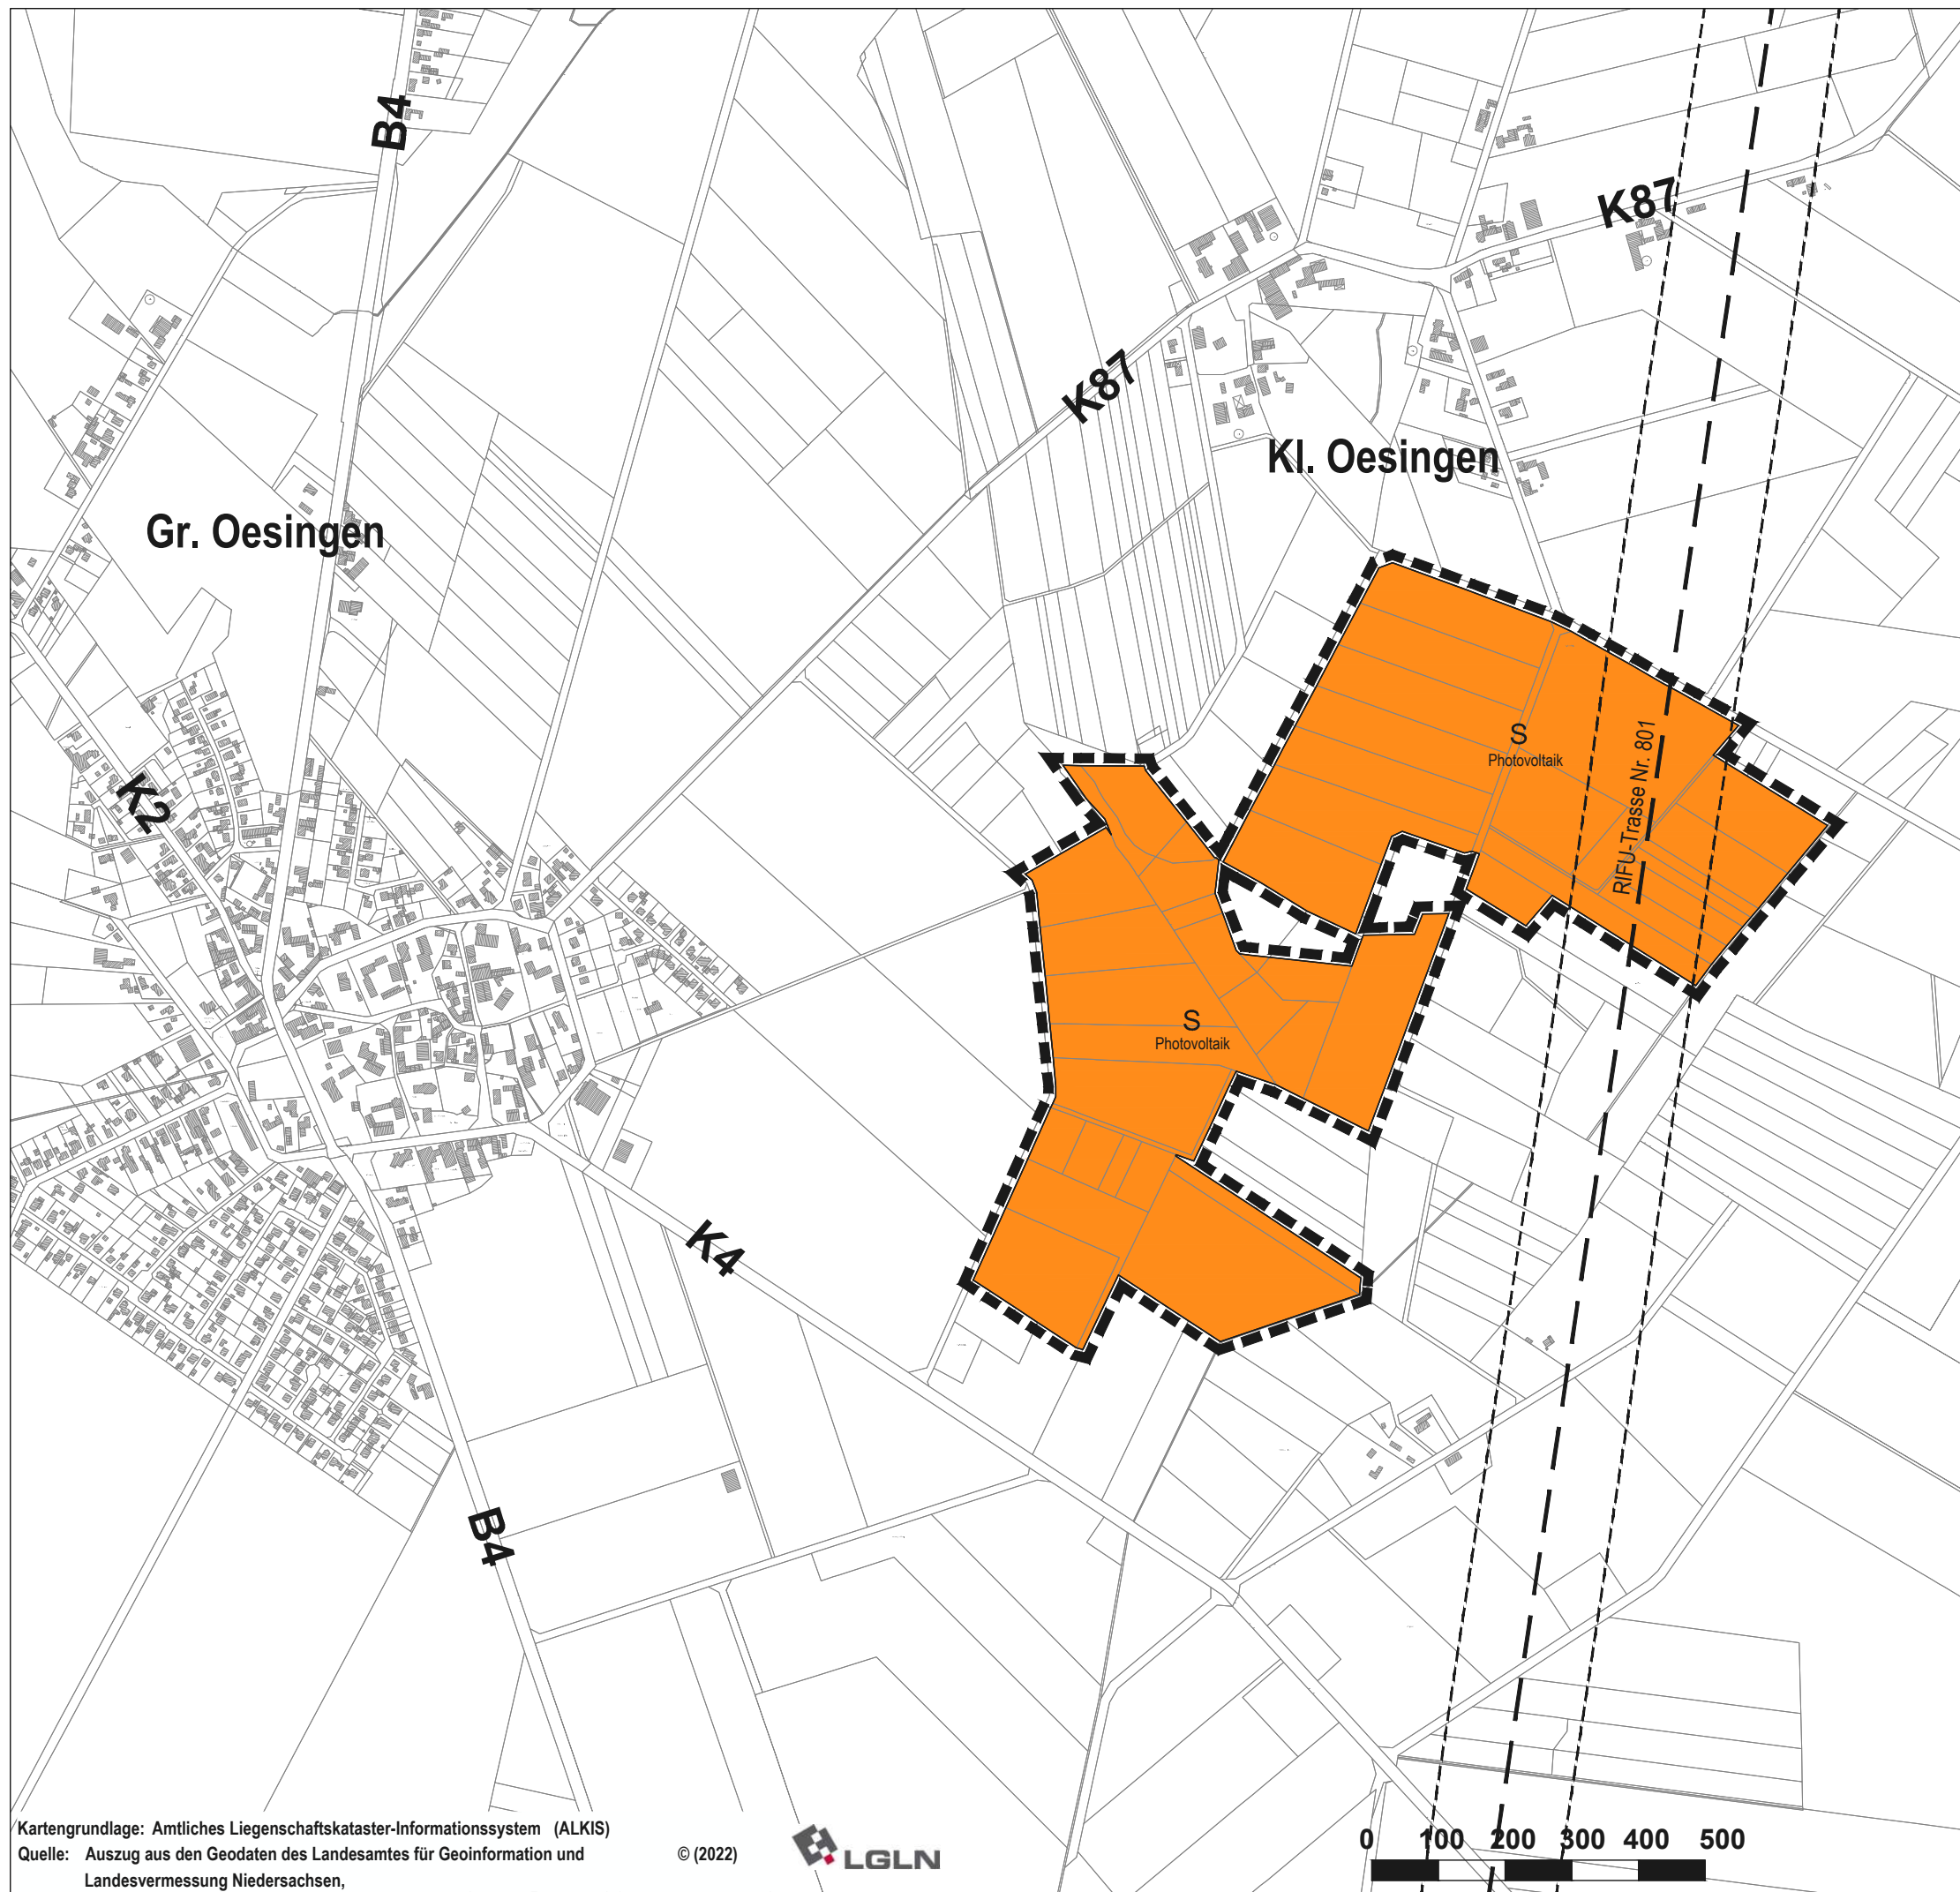 B4
K87
K87
Kl. Oesingen
Gr. Oesingen
K2
S
Photovoltaik
RIFU-Trasse Nr. 801
S
Photovoltaik
K4
B4
Kartengrundlage: Amtliches Liegenschaftskataster-Informationssystem (ALKIS)
Quelle: Auszug aus den Geodaten des Landesamtes für Geoinformation und
Landesvermessung Niedersachsen,
© (2022)
LGLN
0 100 200 300 400 500